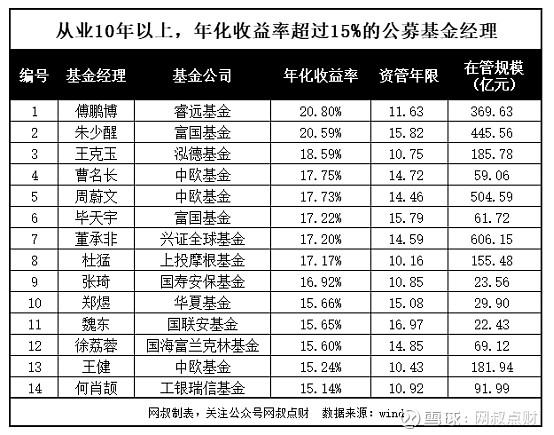 从业10年以上，年化收益率超过15%的公募基金经理
编号 基金经理 基金公司 年化收益率 资管年限 在管规模（亿元）
1 傅鹏博 睿远基金 20.80% 11.63 369.63
2 朱少醒 富国基金 20.59% 15.82 445.56
3 王克玉 泓德基金 18.59% 10.75 185.78
4 曹名长 中欧基金 17.75% 14.72 59.06
5 周蔚文 中欧基金 17.73% 14.46 504.59
6 毕天宇 富国基金 17.22% 15.79 61.72
7 董承非 兴证全球基金 17.20% 14.59 606.15
8 杜猛 上投摩根基金 17.17% 10.16 155.48
9 张琦 国寿安保基金 16.92% 10.85 23.56
10 郑煜 华夏基金 15.66% 15.08 29.90
11 魏东 国联安基金 15.65% 16.97 22.43
12 徐荔蓉 国海富兰克林基金 15.60% 14.85 69.12
13 王健 中欧基金 15.24% 10.43 181.94
14 何肖颉 工银瑞信基金 15.14% 10.92 91.99
网叔制表，关注公众号网叔点财 数据来源：wind
雪球：网叔点财